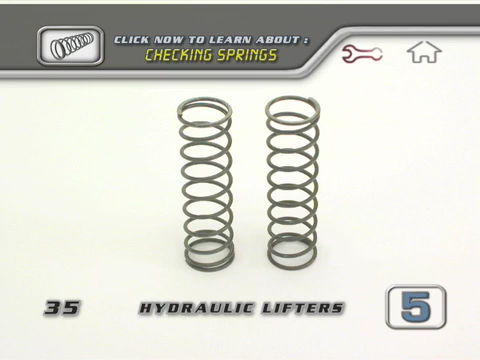 CLICK NOW TO LEARN ABOUT :
CHECKING SPRINGS
35 HYDRAULIC LIFTERS 5